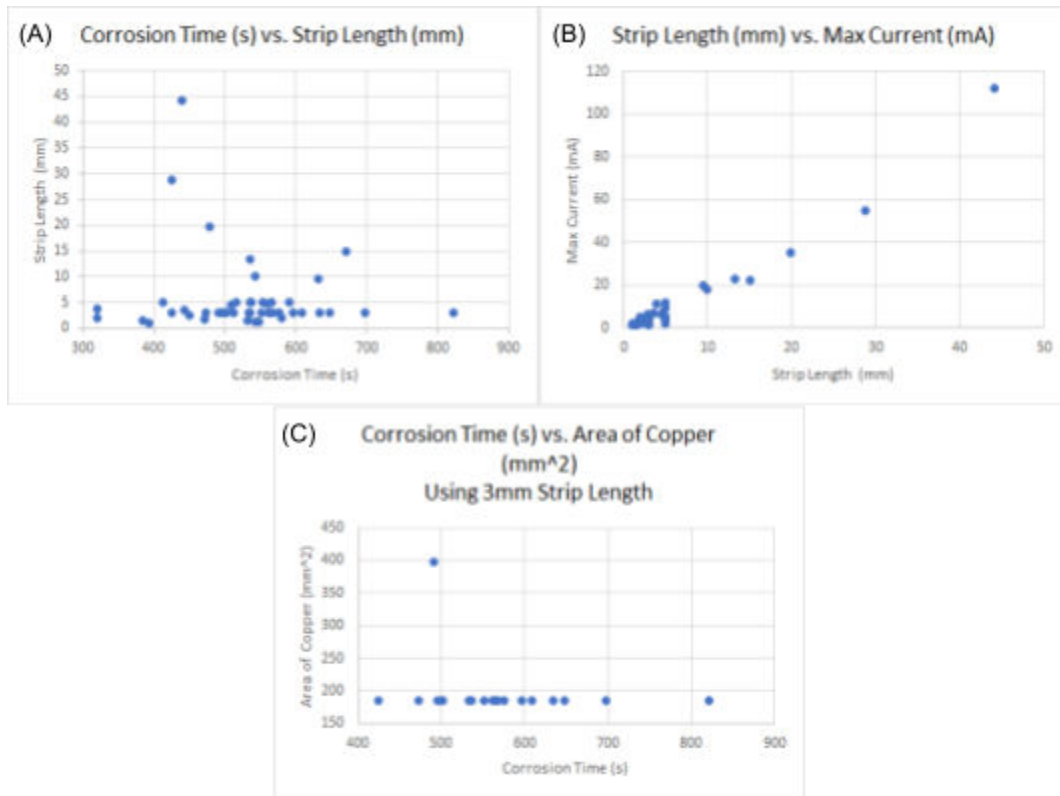 (A) Corrosion Time (s) vs. Strip Length (mm)
50
45
40
35
30
25
20
15
10
5
0
Strip Length (mm)
300 400 500 600 700 800 900
Corrosion Time (s)
(B) Strip Length (mm) vs. Max Current (mA)
120
100
80
60
40
20
0
Max Current (mA)
0 10 20 30 40 50
Strip Length (mm)
(C) Corrosion Time (s) vs. Area of Copper
(mm^2)
Using 3mm Strip Length
450
400
350
300
250
200
150
Area of Copper (mm^2)
400 500 600 700 800 900
Corrosion Time (s)